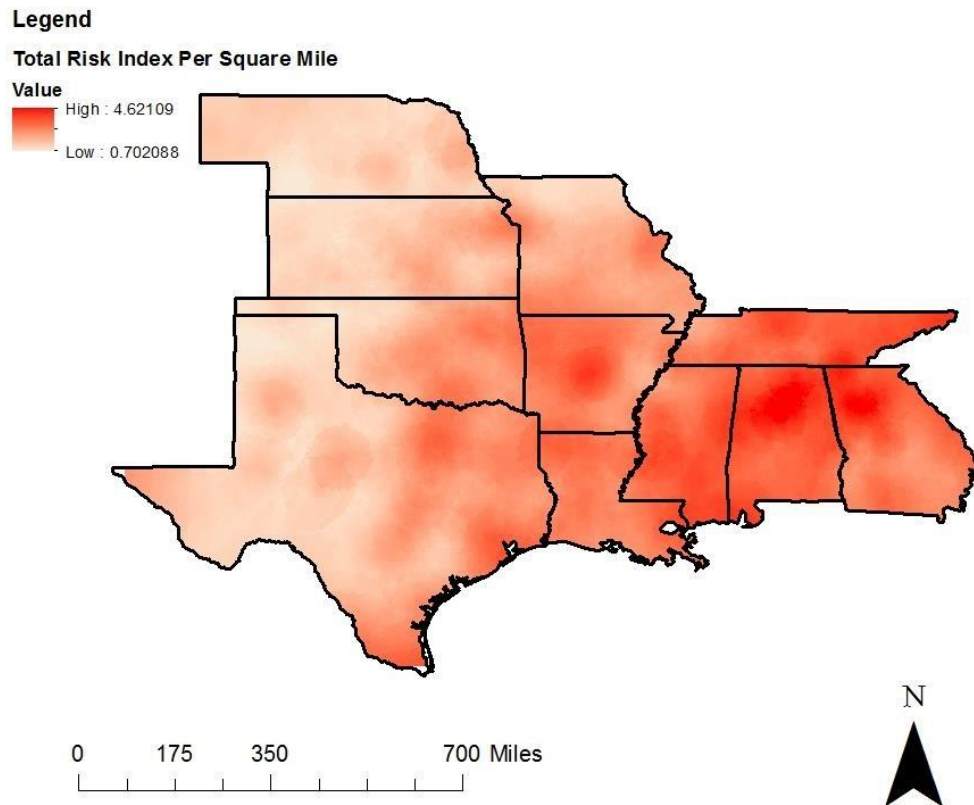 Legend
Total Risk Index Per Square Mile
Value
High : 4.62109
Low : 0.702088
N
0 175 350 700 Miles